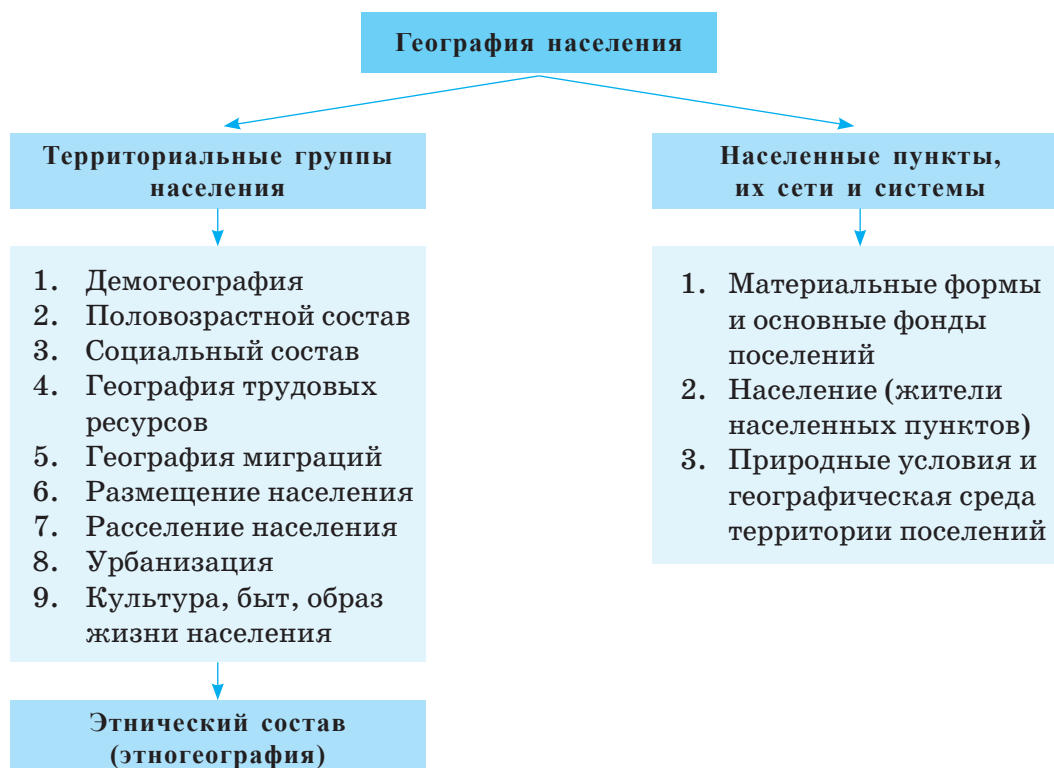 География населения
Территориальные группы
населения
1. Демогеография
2. Половозрастной состав
3. Социальный состав
4. География трудовых
ресурсов
5. География миграций
6. Размещение населения
7. Расселение населения
8. Урбанизация
9. Культура, быт, образ
жизни населения
Этнический состав
(этногеография)
Населенные пункты,
их сети и системы
1. Материальные формы
и основные фонды
поселений
2. Население (жители
населенных пунктов)
3. Природные условия и
географическая среда
территории поселений